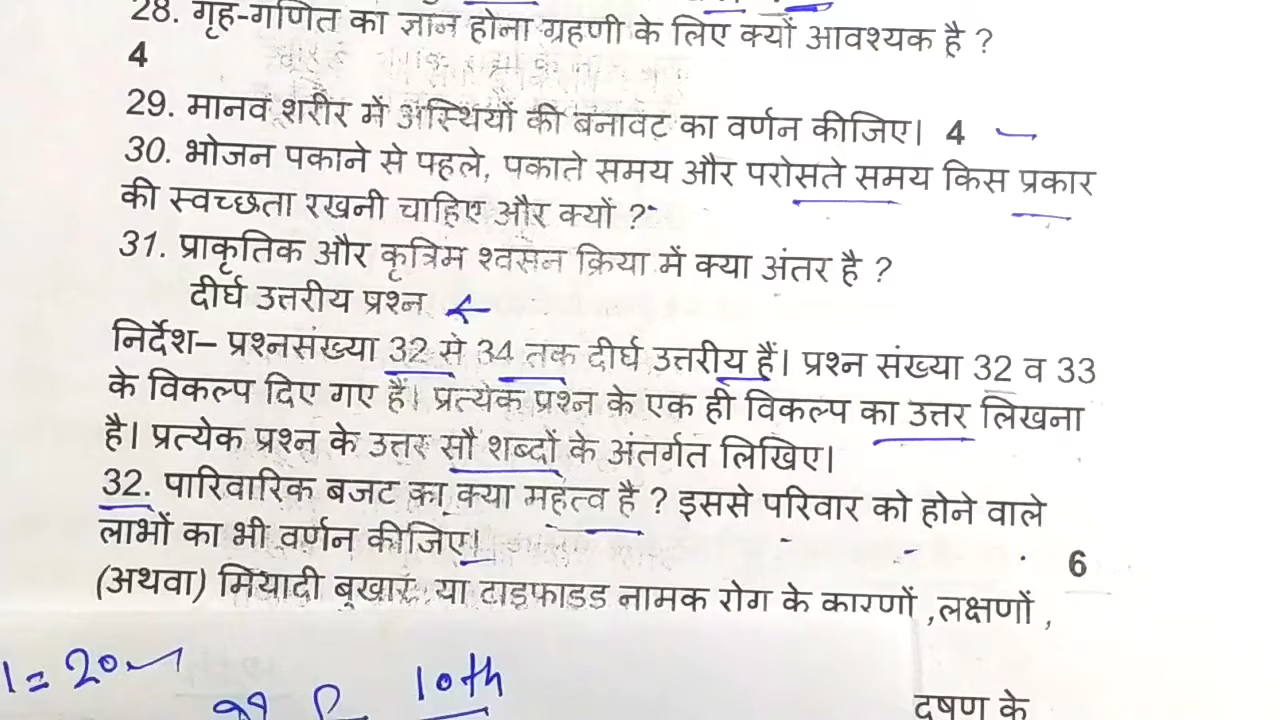 28. गृह-गणित का ज्ञान होना ग्रहणी के लिए क्यों आवश्यक है ?
4
29. मानव शरीर में अस्थियों की बनावट का वर्णन कीजिए। 4
30. भोजन पकाने से पहले, पकाते समय और परोसते समय किस प्रकार
की स्वच्छता रखनी चाहिए और क्यों ?
31. प्राकृतिक और कृत्रिम श्वसन क्रिया में क्या अंतर है ?
दीर्घ उत्तरीय प्रश्न
निर्देश– प्रश्नसंख्या 32 से 34 तक दीर्घ उत्तरीय हैं। प्रश्न संख्या 32 व 33
के विकल्प दिए गए हैं। प्रत्येक प्रश्न के एक ही विकल्प का उत्तर लिखना
है। प्रत्येक प्रश्न के उत्तर सौ शब्दों के अंतर्गत लिखिए।
32. पारिवारिक बजट का क्या महत्व है ? इससे परिवार को होने वाले
लाभों का भी वर्णन कीजिए।
6
(अथवा) मियादी बुखार या टाइफाइड नामक रोग के कारणों ,लक्षणों ,
1 = 20
10th
दूषण के